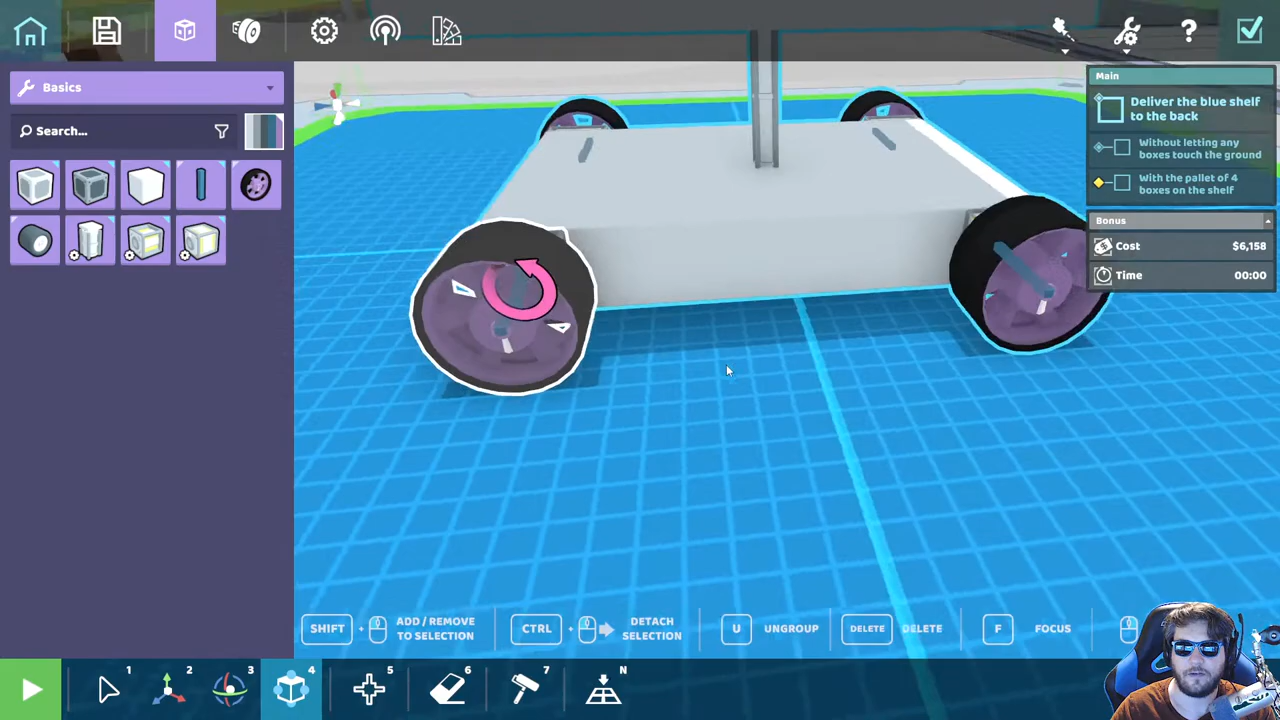 Main
Basics
Deliver the blue shelf
to the back
Search...
Without letting any
boxes touch the ground
With the pallet of 4
boxes on the shelf
Bonus
Cost $6,158
Time 00:00
SHIFT + ADD / REMOVE
TO SELECTION
CTRL + DETACH
SELECTION
U UNGROUP
DELETE DELETE
F FOCUS
1 2 3 4 5 6 7 N